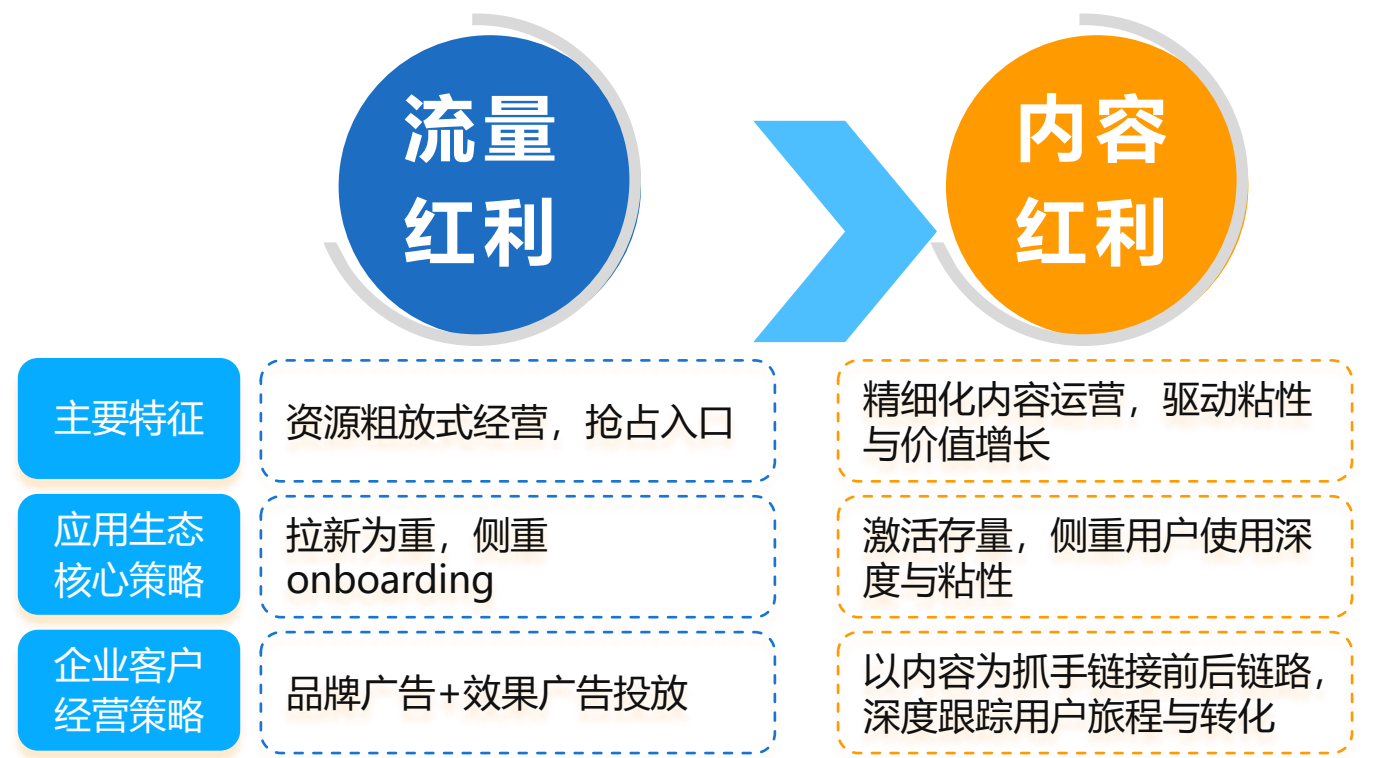 流量
红利
内容
红利
主要特征
资源粗放式经营，抢占入口
精细化内容运营，驱动粘性
与价值增长
应用生态
核心策略
拉新为重，侧重
onboarding
激活存量，侧重用户使用深
度与粘性
企业客户
经营策略
品牌广告+效果广告投放
以内容为抓手链接前后链路，
深度跟踪用户旅程与转化